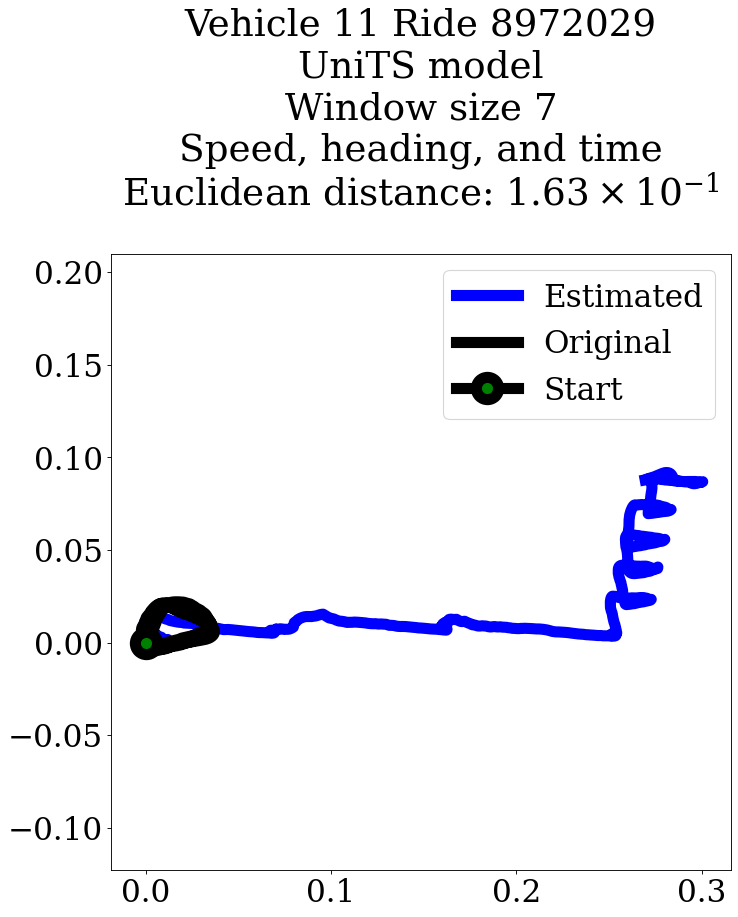 Vehicle 11 Ride 8972029
UniTS model
Window size 7
Speed, heading, and time
Euclidean distance: 1.63 × 10⁻¹
Estimated
Original
Start
0.20
0.15
0.10
0.05
0.00
−0.05
−0.10
0.0 0.1 0.2 0.3